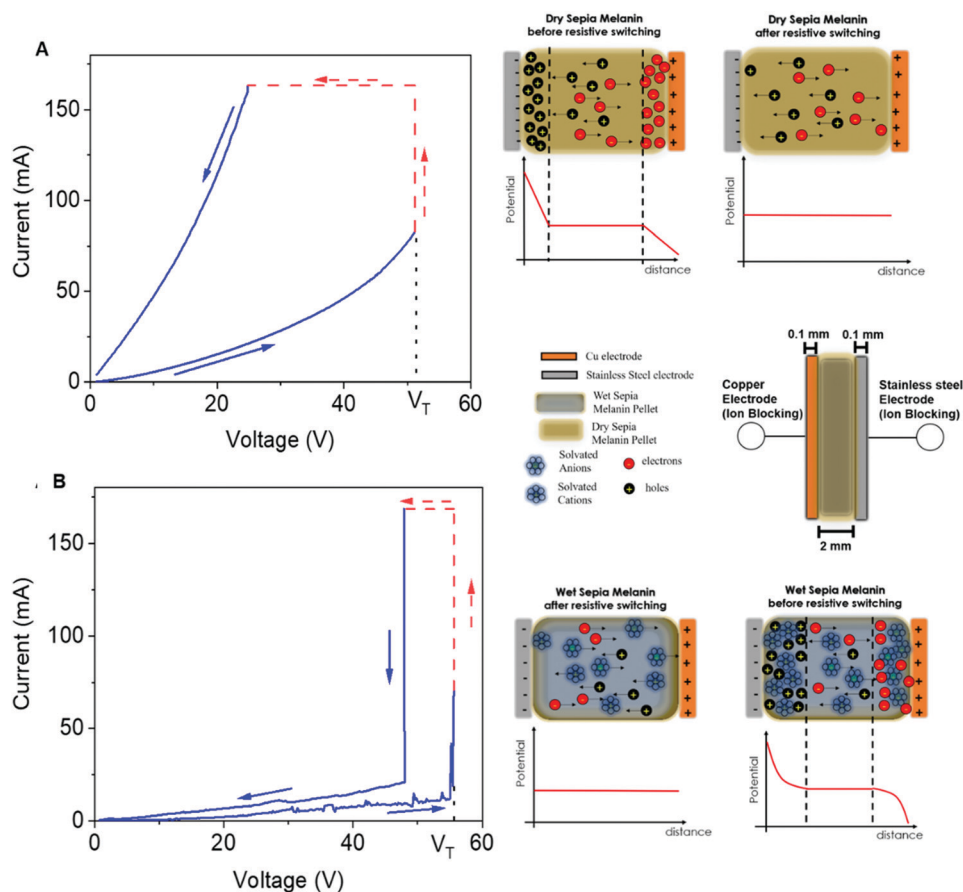 A
Current (mA)
150
100
50
0
0
20
40
V_T
60
Voltage (V)
B
Current (mA)
150
100
50
0
0
20
40
V_T
60
Voltage (V)
Dry Sepia Melanin
before resistive switching
Potential
distance
Dry Sepia Melanin
after resistive switching
Potential
distance
Cu electrode
Stainless Steel electrode
Wet Sepia
Melanin Pellet
Dry Sepia
Melanin Pellet
Solvated
Anions
electrons
Solvated
Cations
holes
0.1 mm
0.1 mm
Copper
Electrode
(Ion Blocking)
Stainless steel
Electrode
(Ion Blocking)
2 mm
Wet Sepia Melanin
after resistive switching
Potential
distance
Wet Sepia Melanin
before resistive switching
Potential
distance